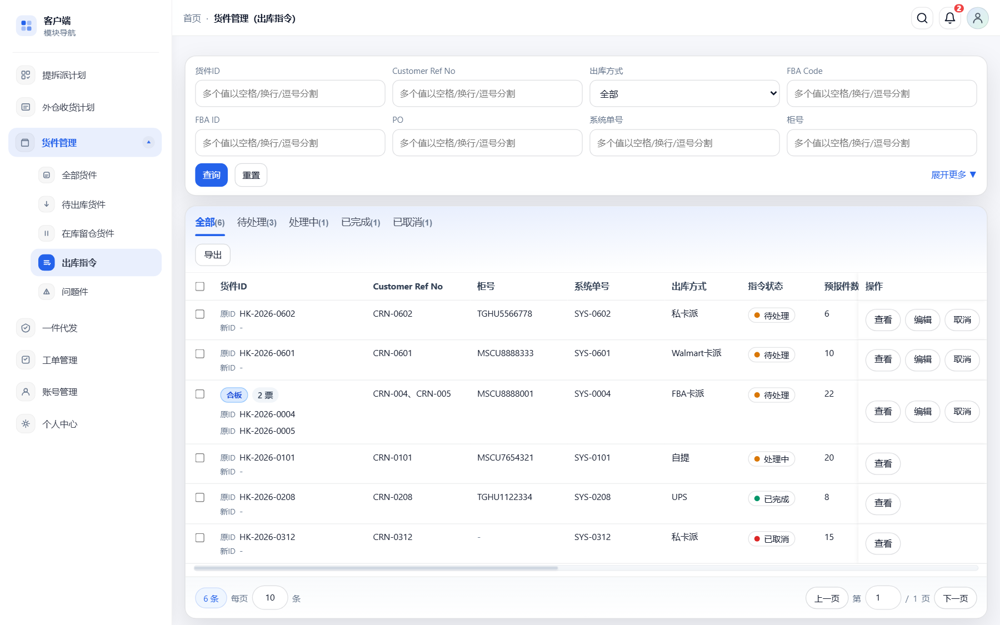 客户端
模块导航
提拆派计划
外仓收货计划
货件管理
全部货件
待出库货件
在库留仓货件
出库指令
问题件
一件代发
工单管理
账号管理
个人中心
首页 · 货件管理（出库指令）
2
货件ID Customer Ref No 出库方式 FBA Code
多个值以空格/换行/逗号分割 多个值以空格/换行/逗号分割 全部 多个值以空格/换行/逗号分割
FBA ID PO 系统单号 柜号
多个值以空格/换行/逗号分割 多个值以空格/换行/逗号分割 多个值以空格/换行/逗号分割 多个值以空格/换行/逗号分割
查询 重置 展开更多 ▼
全部(6) 待处理(3) 处理中(1) 已完成(1) 已取消(1)
导出
货件ID Customer Ref No 柜号 系统单号 出库方式 指令状态 预报件数 操作
原ID HK-2026-0602 CRN-0602 TGHU5566778 SYS-0602 私卡派 待处理 6 查看 编辑 取消
新ID -
原ID HK-2026-0601 CRN-0601 MSCU8888333 SYS-0601 Walmart卡派 待处理 10 查看 编辑 取消
新ID -
合板 2 票 CRN-004、CRN-005 MSCU8888001 SYS-0004 FBA卡派 待处理 22 查看 编辑 取消
原ID HK-2026-0004
原ID HK-2026-0005
原ID HK-2026-0101 CRN-0101 MSCU7654321 SYS-0101 自提 处理中 20 查看
新ID -
原ID HK-2026-0208 CRN-0208 TGHU1122334 SYS-0208 UPS 已完成 8 查看
新ID -
原ID HK-2026-0312 CRN-0312 - SYS-0312 私卡派 已取消 15 查看
新ID -
6 条 每页 10 条 上一页 第 1 / 1 页 下一页